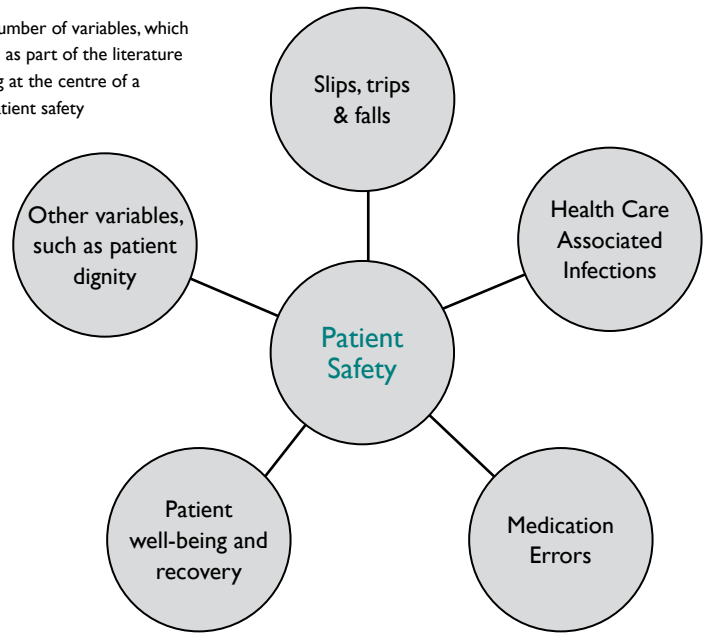 umber of variables, which
as part of the literature
g at the centre of a
tient safety
Slips, trips
& falls
Other variables,
such as patient
dignity
Health Care
Associated
Infections
Patient
Safety
Patient
well-being and
recovery
Medication
Errors